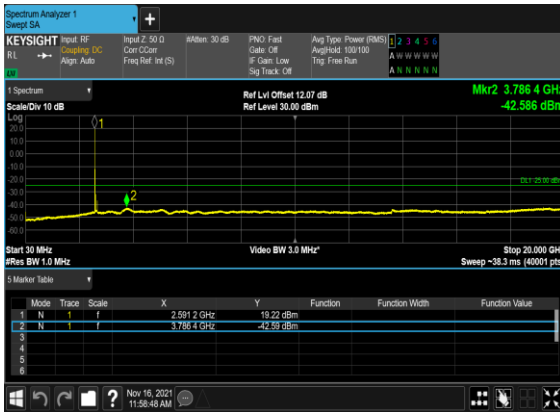 Spectrum Analyzer 1
Swept SA
KEYSIGHT
RL
Input: RF
Coupling: DC
Align: Auto
Input Z: 50 Ω
Corr CCorr
Freq Ref: Int (S)
#Atten: 30 dB
PNO: Fast
Gate: Off
IF Gain: Low
Sig Track: Off
Avg Type: Power (RMS)
Avg|Hold: 100/100
Trig: Free Run
1 2 3 4 5 6
A W W W W W
A N N N N N
1 Spectrum
Scale/Div 10 dB
Ref Lvl Offset 12.07 dB
Ref Level 30.00 dBm
Mkr2 3.786 4 GHz
-42.586 dBm
Log
20.0
10.0
0.00
-10.0
-20.0
-30.0
-40.0
-50.0
-60.0
1
2
DL1 -25.00 dBm
Start 30 MHz
#Res BW 1.0 MHz
Video BW 3.0 MHz*
Stop 20.000 GHz
Sweep ~38.3 ms (40001 pts)
5 Marker Table
Mode Trace Scale X Y Function Function Width Function Value
1 N 1 f 2.591 2 GHz 19.22 dBm
2 N 1 f 3.786 4 GHz -42.59 dBm
3
4
5
6
Nov 16, 2021
11:58:48 AM